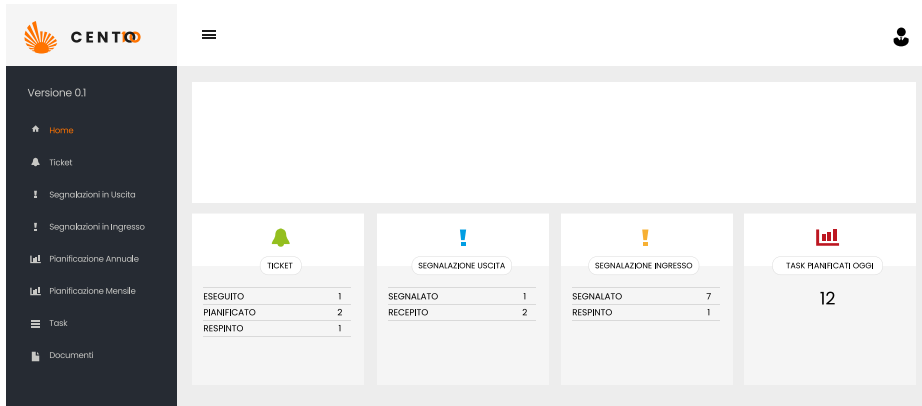 CENTO
Versione 0.1
Home
Ticket
Segnalazioni in Uscita
Segnalazioni in Ingresso
Pianificazione Annuale
Pianificazione Mensile
Task
Documenti
TICKET
ESEGUITO 1
PIANIFICATO 2
RESPINTO 1
SEGNALAZIONE USCITA
SEGNALATO 1
RECEPITO 2
SEGNALAZIONE INGRESSO
SEGNALATO 7
RESPINTO 1
TASK PIANIFICATI OGGI
12